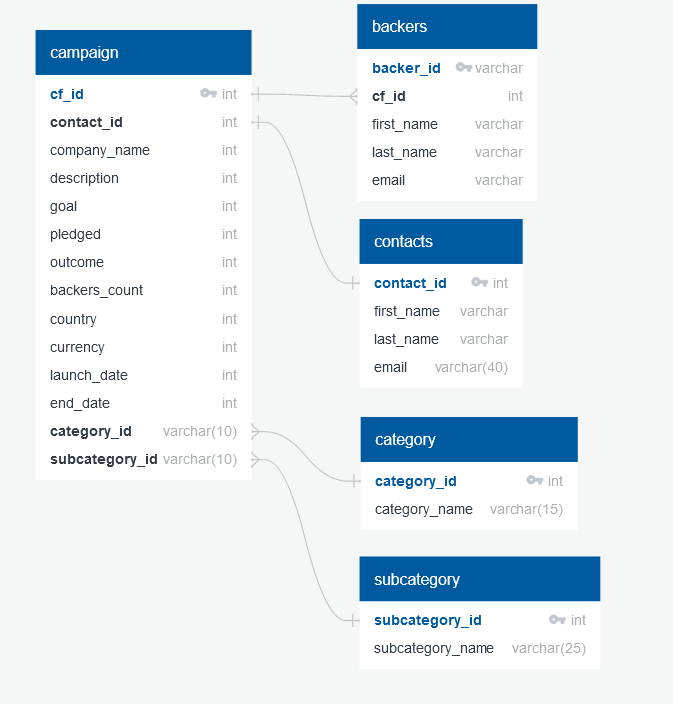 campaign
cf_id int
contact_id int
company_name int
description int
goal int
pledged int
outcome int
backers_count int
country int
currency int
launch_date int
end_date int
category_id varchar(10)
subcategory_id varchar(10)
backers
backer_id varchar
cf_id int
first_name varchar
last_name varchar
email varchar
contacts
contact_id int
first_name varchar
last_name varchar
email varchar(40)
category
category_id int
category_name varchar(15)
subcategory
subcategory_id int
subcategory_name varchar(25)